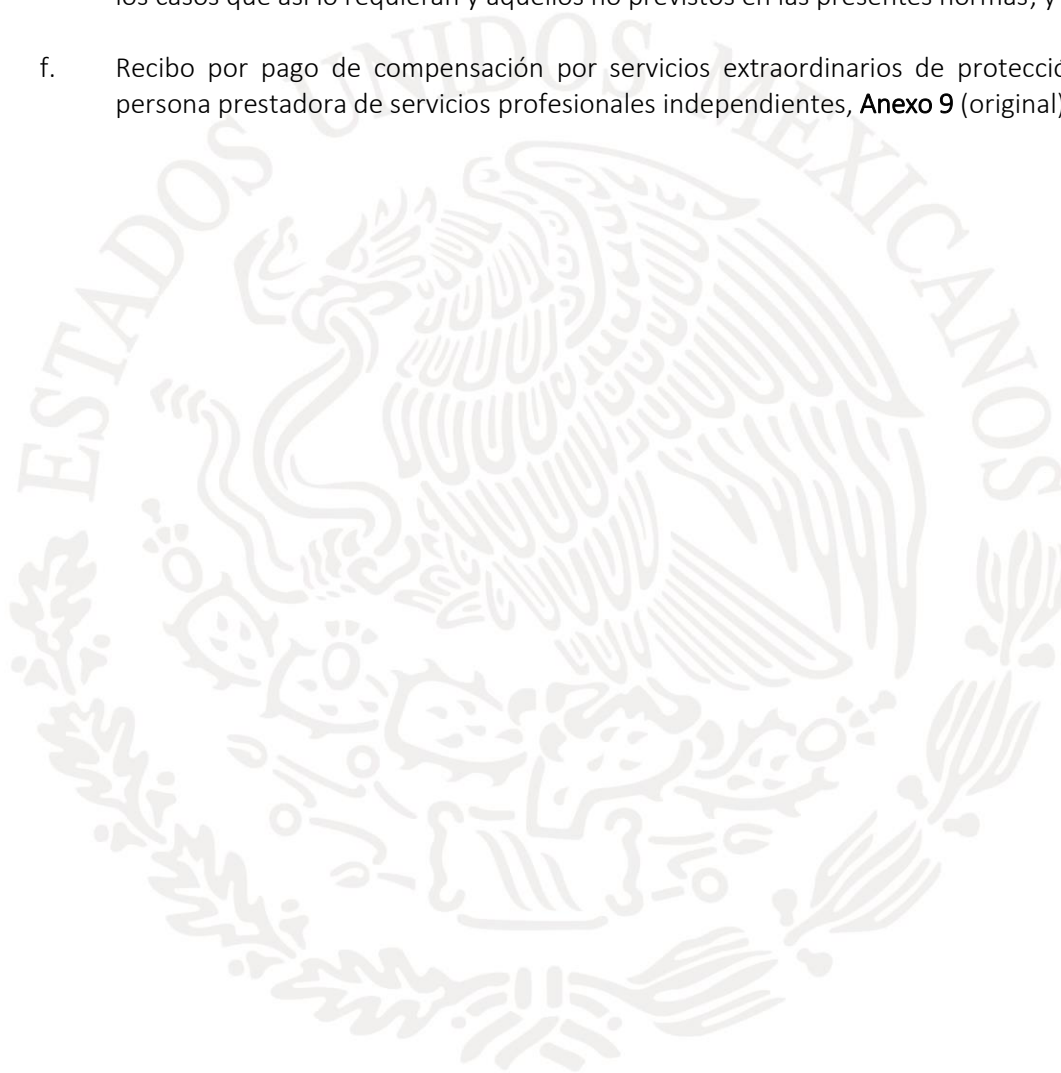 los casos que así lo requieran y aquellos no previstos en las presentes normas; y
f. Recibo por pago de compensación por servicios extraordinarios de
persona prestadora de servicios profesionales independientes, Anexo 9 (original)
ESTADOS UNIDOS MEXICANOS